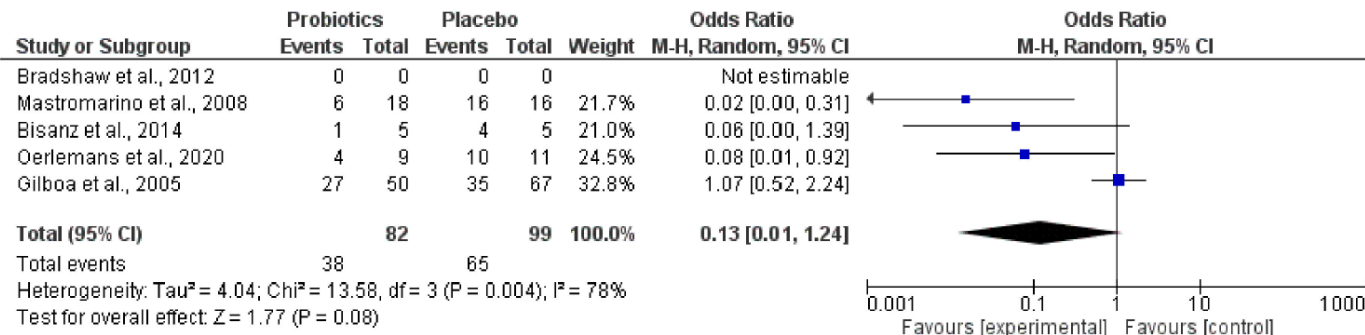 Probiotics Placebo Odds Ratio Odds Ratio
Study or Subgroup Events Total Events Total Weight M-H, Random, 95% CI M-H, Random, 95% CI
Bradshaw et al., 2012 0 0 0 0 Not estimable
Mastromarino et al., 2008 6 18 16 16 21.7% 0.02 [0.00, 0.31]
Bisanz et al., 2014 1 5 4 5 21.0% 0.06 [0.00, 1.39]
Oerlemans et al., 2020 4 9 10 11 24.5% 0.08 [0.01, 0.92]
Gilboa et al., 2005 27 50 35 67 32.8% 1.07 [0.52, 2.24]
Total (95% CI) 82 99 100.0% 0.13 [0.01, 1.24]
Total events 38 65
Heterogeneity: Tau² = 4.04; Chi² = 13.58, df = 3 (P = 0.004); I² = 78%
Test for overall effect: Z = 1.77 (P = 0.08)
0.001 0.1 1 10 1000
Favours [experimental] Favours [control]